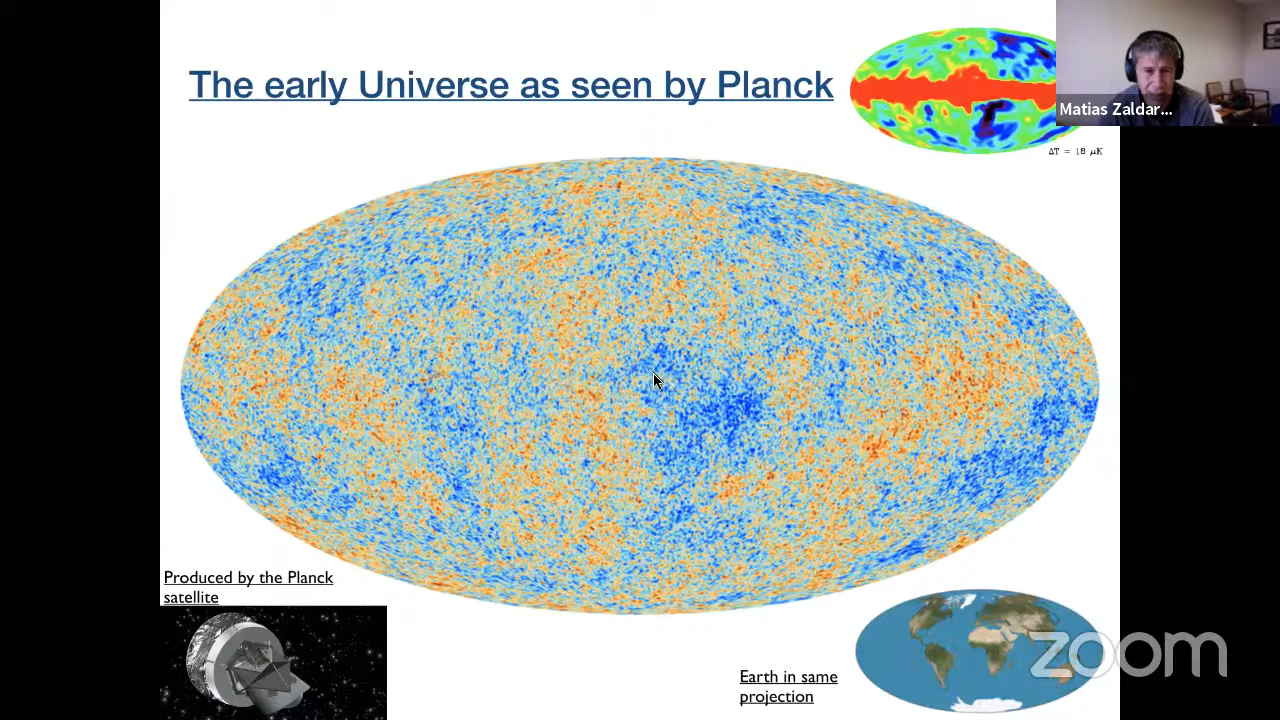 The early Universe as seen by Planck
Matias Zaldar...
ΔT = 18 μK
Produced by the Planck
satellite
Earth in same
projection
zoom